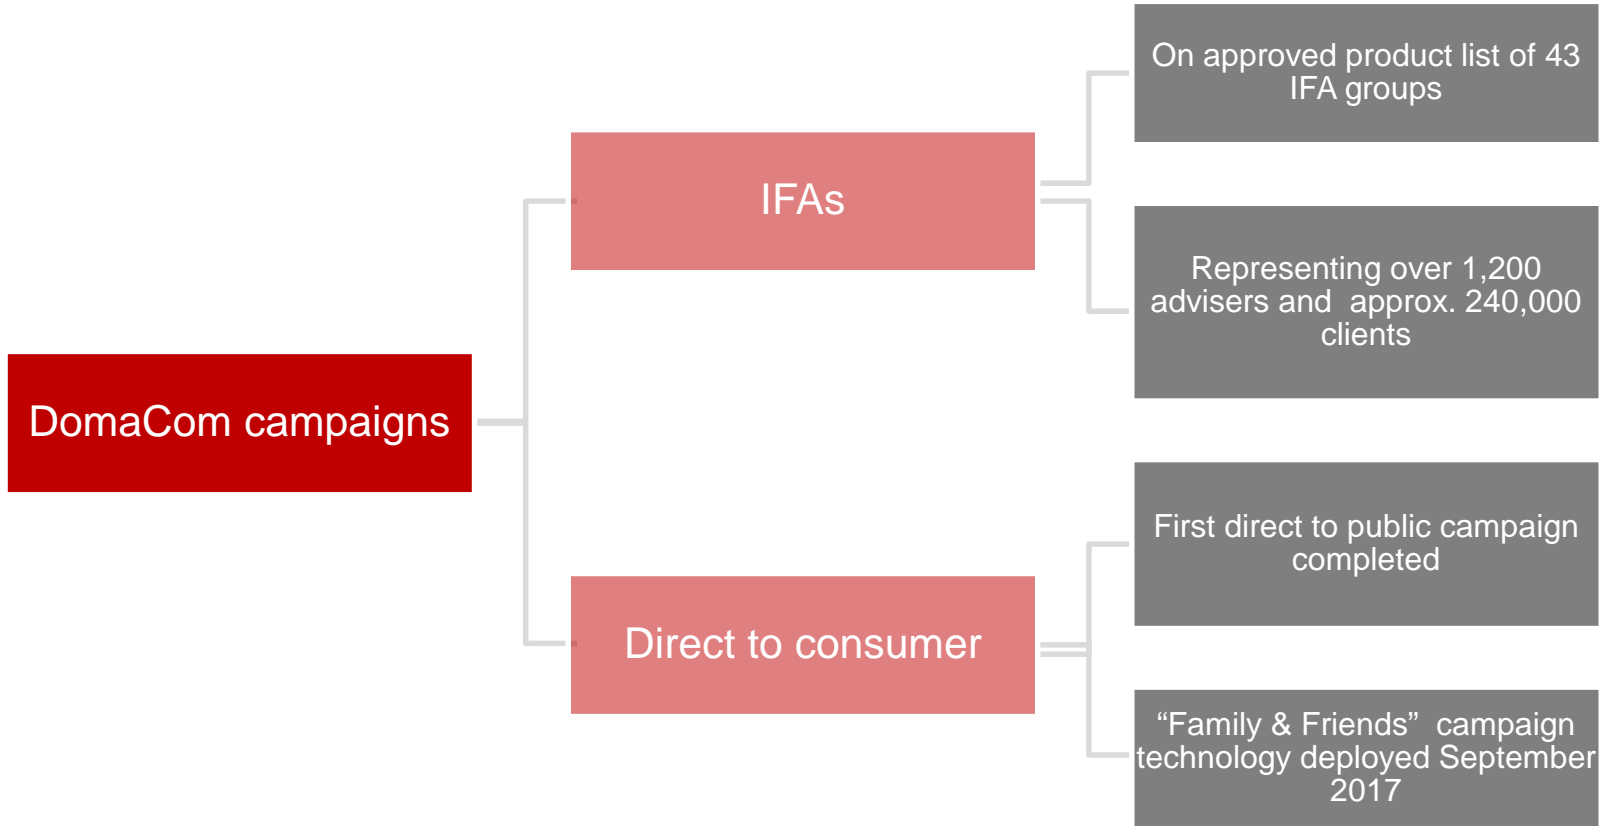 DomaCom campaigns
IFAs
On approved product list of 43
IFA groups
Representing over 1,200
advisers and  approx. 240,000
clients
Direct to consumer
First direct to public campaign
completed
“Family & Friends”  campaign
technology deployed September
2017